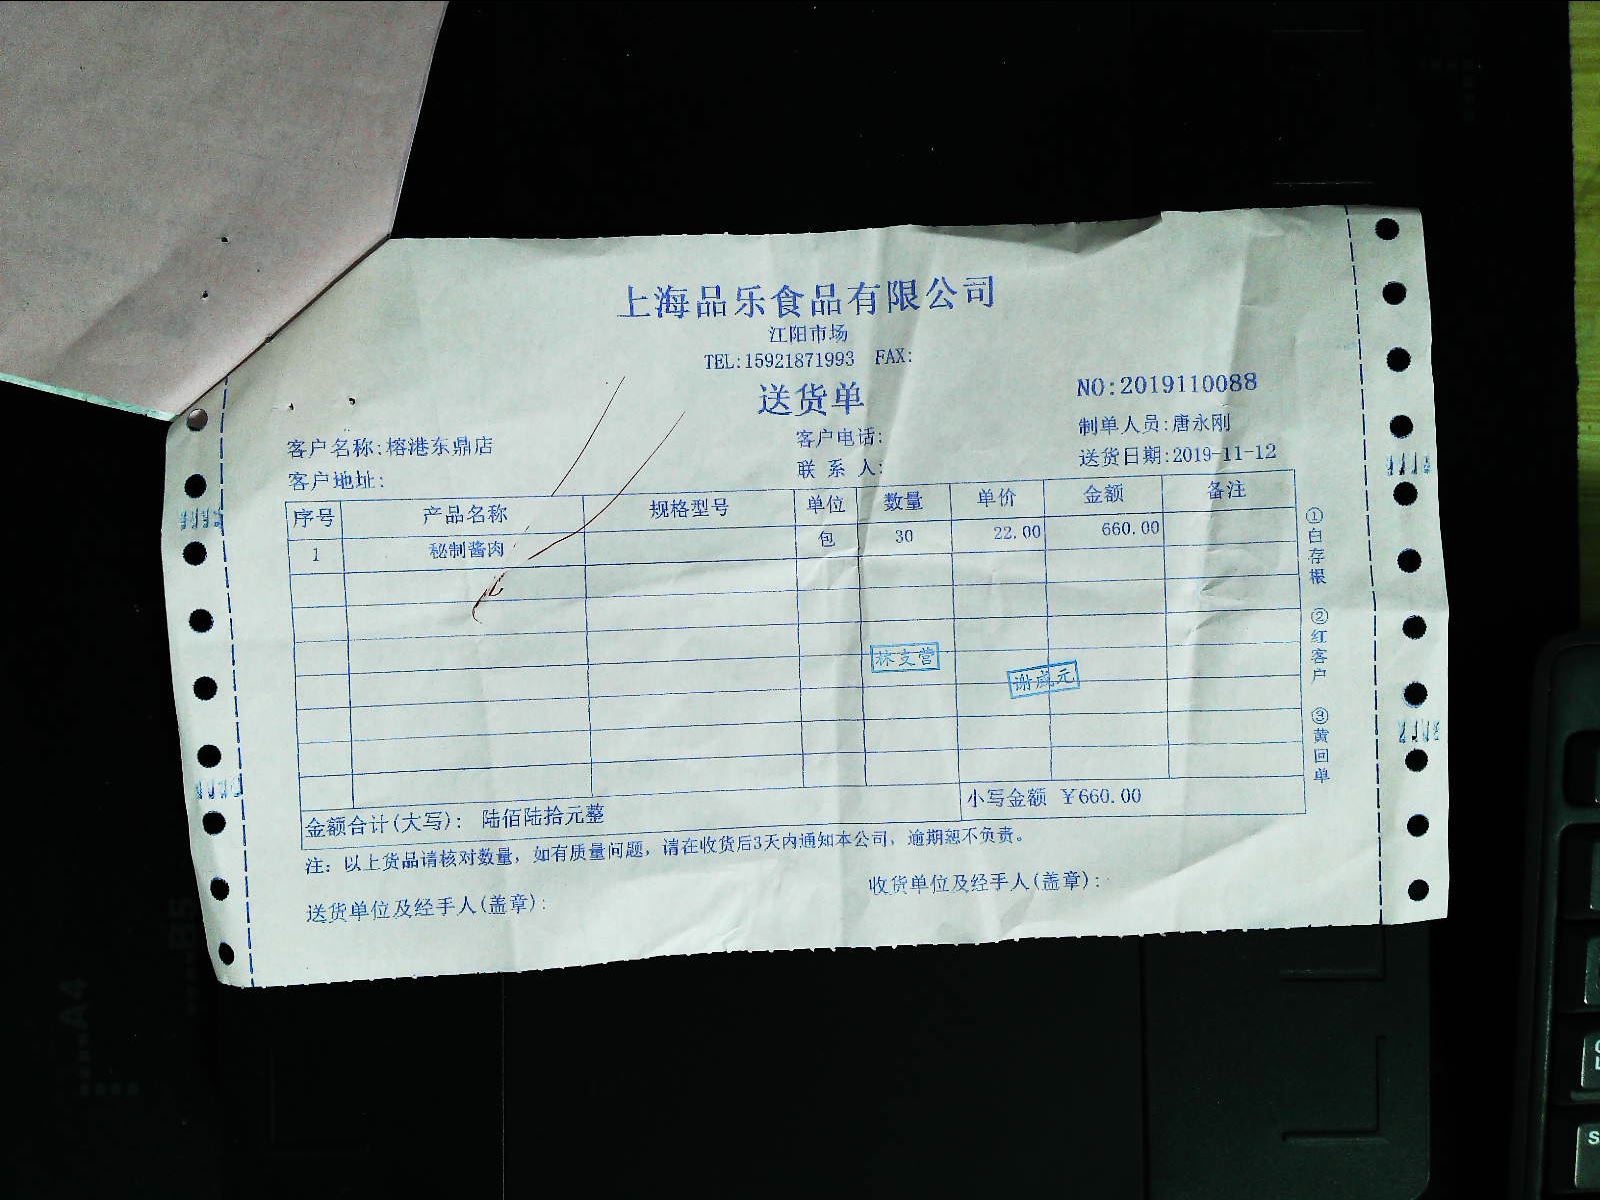 上海品乐食品有限公司
江阳市场
TEL:15921871993 FAX:
送货单
NO:2019110088
客户名称:榕港东鼎店 客户电话: 制单人员:唐永刚
客户地址: 联系人: 送货日期:2019-11-12
序号 产品名称 规格型号 单位 数量 单价 金额 备注
1 秘制酱肉 包 30 22.00 660.00
林支营
谢成元
金额合计(大写): 陆佰陆拾元整 小写金额 ¥660.00
注: 以上货品请核对数量, 如有质量问题, 请在收货后3天内通知本公司, 逾期恕不负责。
送货单位及经手人(盖章): 收货单位及经手人(盖章):
①白存根 ②红客户 ③黄回单
A4
B5